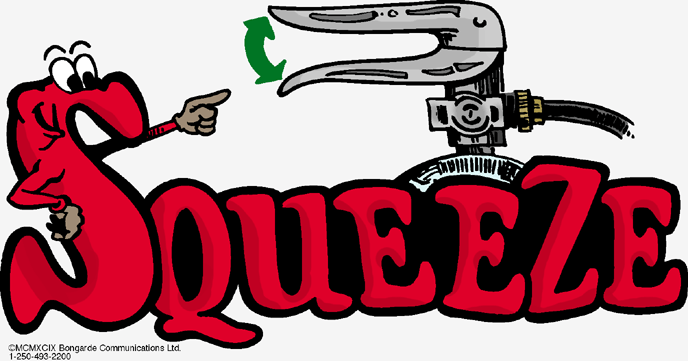 SQUEEZE
©MCMXCIX Bongarde Communications Ltd.
1-250-493-2200